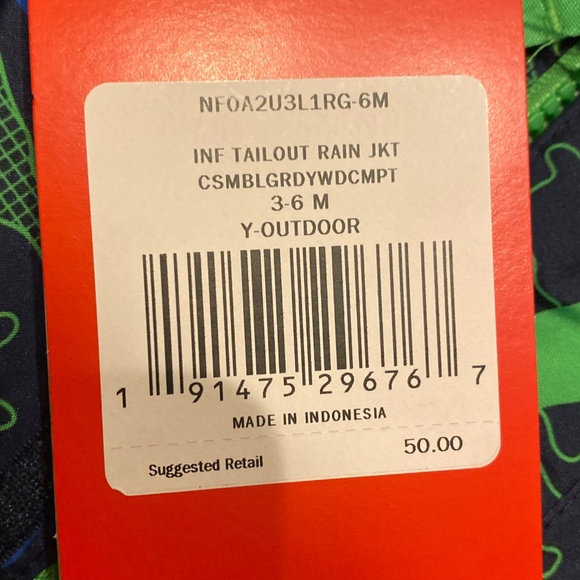 NF0A2U3L1RG-6M
INF TAILOUT RAIN JKT
CSMBLGRDYWDCMPT
3-6 M
Y-OUTDOOR
1 91475 29676 7
MADE IN INDONESIA
Suggested Retail 50.00